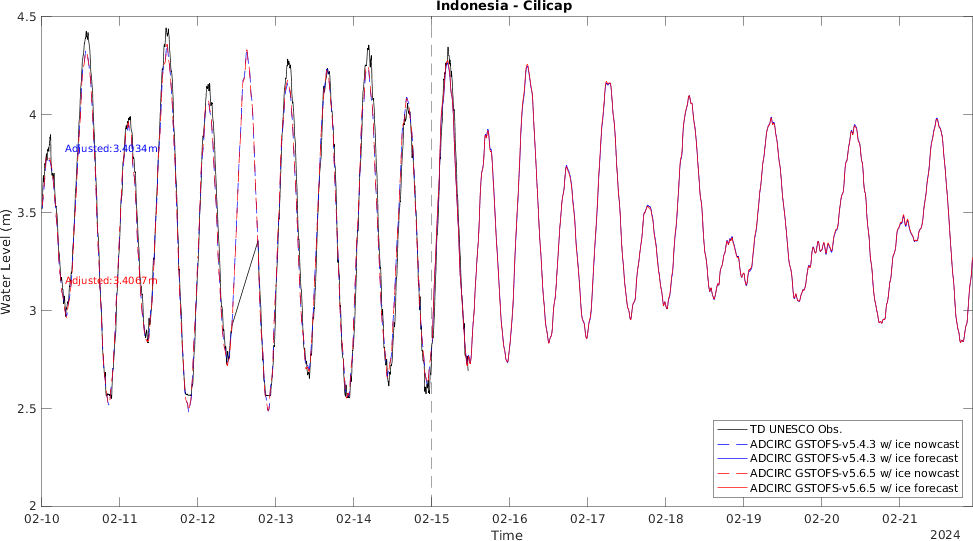 Indonesia - Cilicap
4.5
4
3.5
3
2.5
2
Water Level (m)
Adjusted:3.4034m
Adjusted:3.4067m
TD UNESCO Obs.
ADCIRC GSTOFS-v5.4.3 w/ ice nowcast
ADCIRC GSTOFS-v5.4.3 w/ ice forecast
ADCIRC GSTOFS-v5.6.5 w/ ice nowcast
ADCIRC GSTOFS-v5.6.5 w/ ice forecast
02-10 02-11 02-12 02-13 02-14 02-15 02-16 02-17 02-18 02-19 02-20 02-21
Time
2024